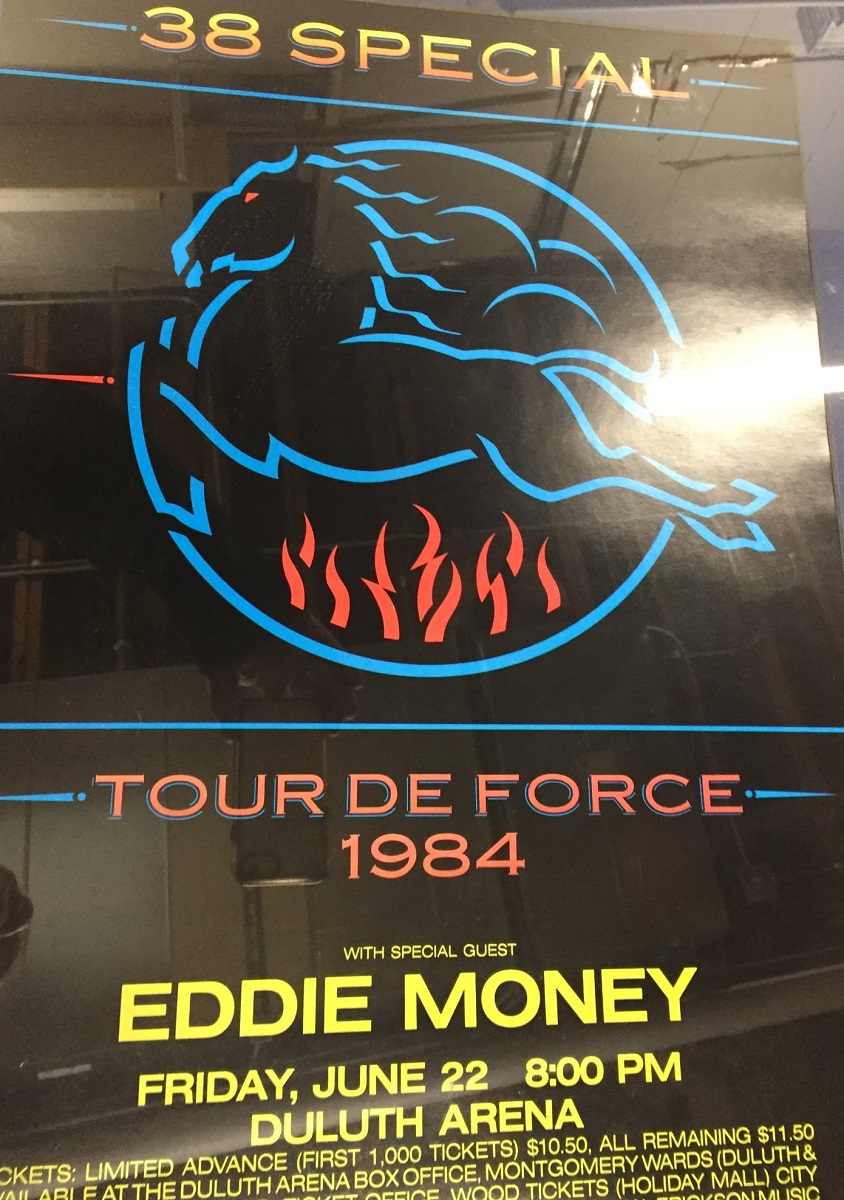 38 SPECIAL
TOUR DE FORCE
1984
WITH SPECIAL GUEST
EDDIE MONEY
FRIDAY, JUNE 22 8:00 PM
DULUTH ARENA
CKETS: LIMITED ADVANCE (FIRST 1,000 TICKETS) $10.50, ALL REMAINING $11.50
VAILABLE AT THE DULUTH ARENA BOX OFFICE, MONTGOMERY WARDS (DULUTH &
TICKET OFFICE, WOOD TICKETS (HOLIDAY MALL) CITY